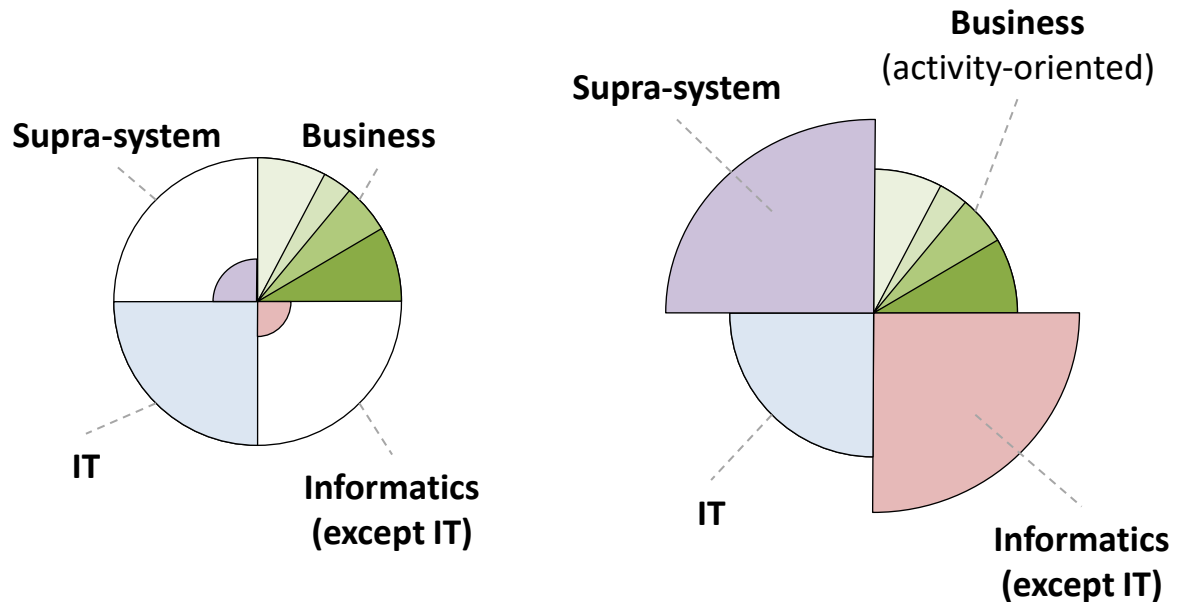 Supra-system
Business
IT
Informatics
(except IT)
Business
(activity-oriented)
Supra-system
IT
Informatics
(except IT)